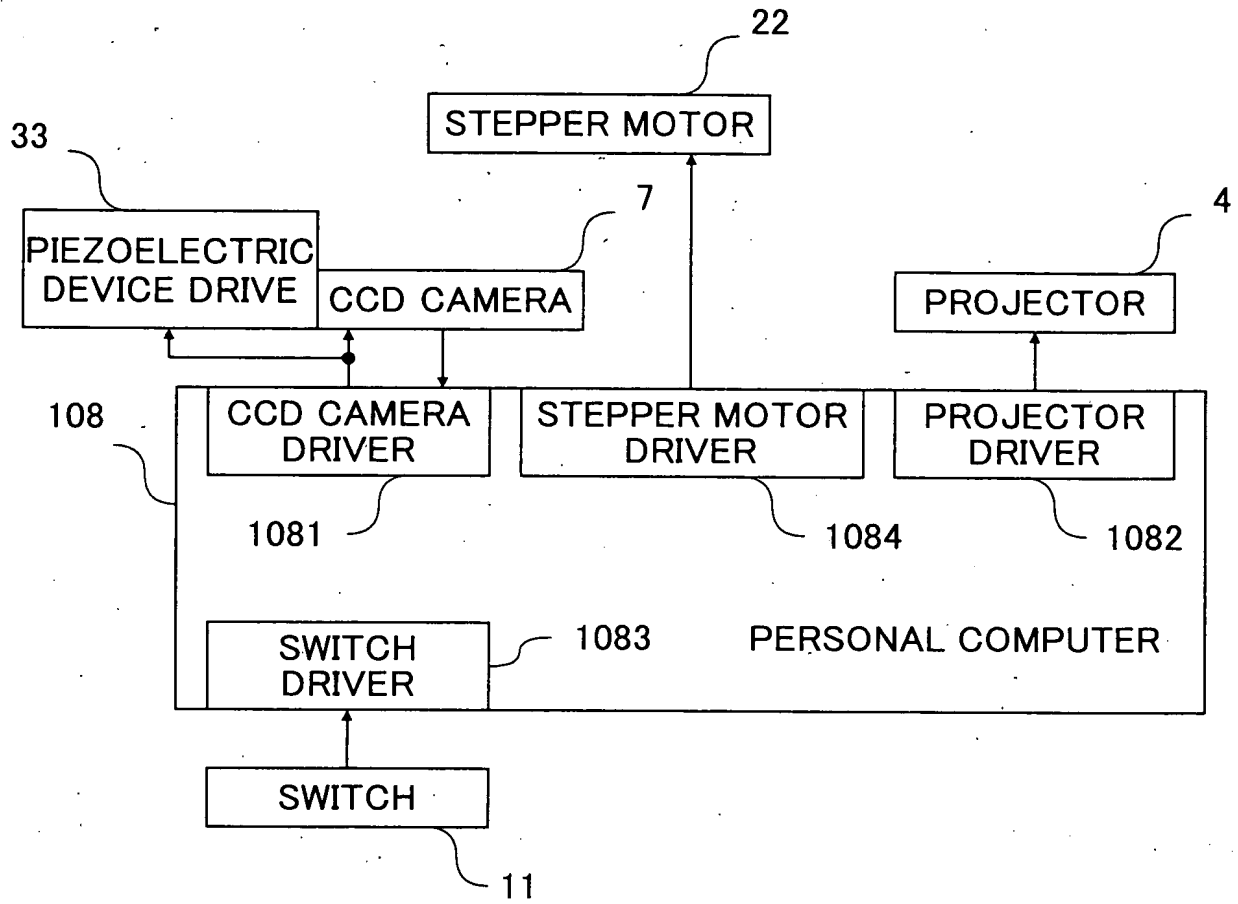 22
STEPPER MOTOR
33
7
4
PIEZOELECTRIC
DEVICE DRIVE
CCD CAMERA
PROJECTOR
108
CCD CAMERA
DRIVER
STEPPER MOTOR
DRIVER
PROJECTOR
DRIVER
1081
1084
1082
SWITCH
DRIVER
1083
PERSONAL COMPUTER
SWITCH
11